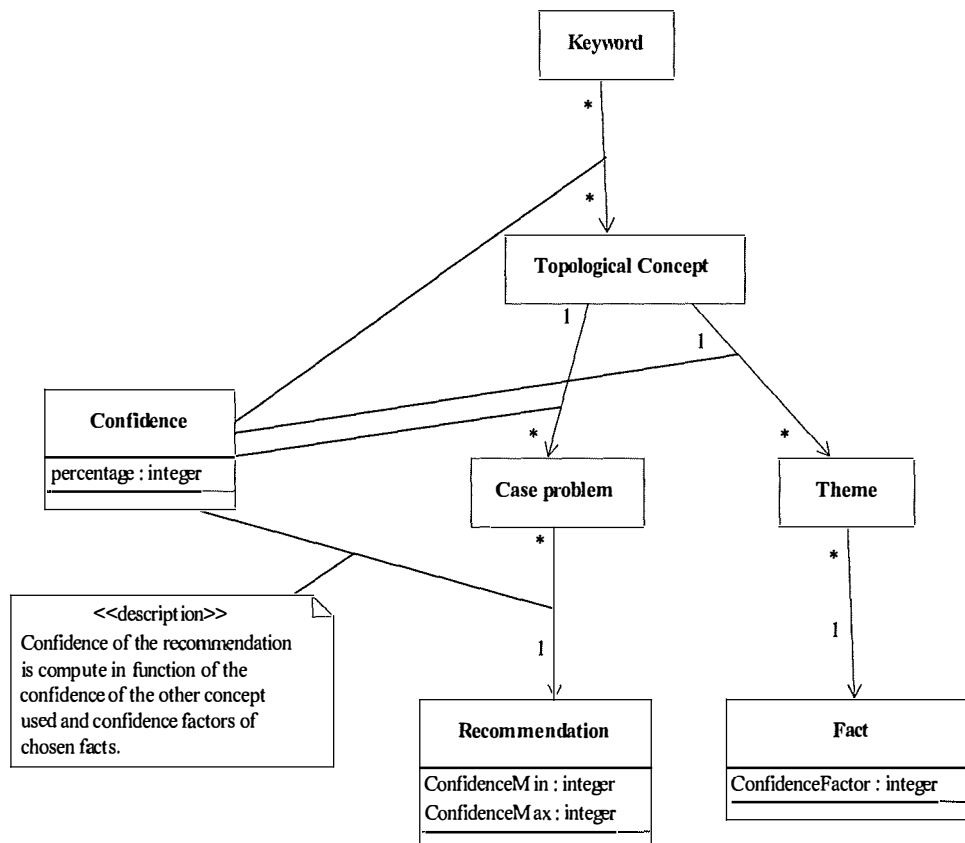 Keyword
*
*
Topological Concept
1
1
Confidence
percentage : integer
*
*
Case problem
Theme
*
*
<<description>>
Confidence of the recommendation
is compute in function of the
confidence of the other concept
used and confidence factors of
chosen facts.
1
1
Recommendation
ConfidenceMin : integer
ConfidenceMax : integer
Fact
ConfidenceFactor : integer